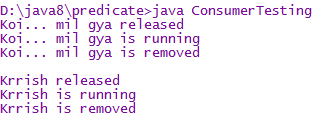 D:\java8\predicate>java ConsumerTesting
Koi... mil gya released
Koi... mil gya is running
Koi... mil gya is removed
Krrish released
Krrish is running
Krrish is removed